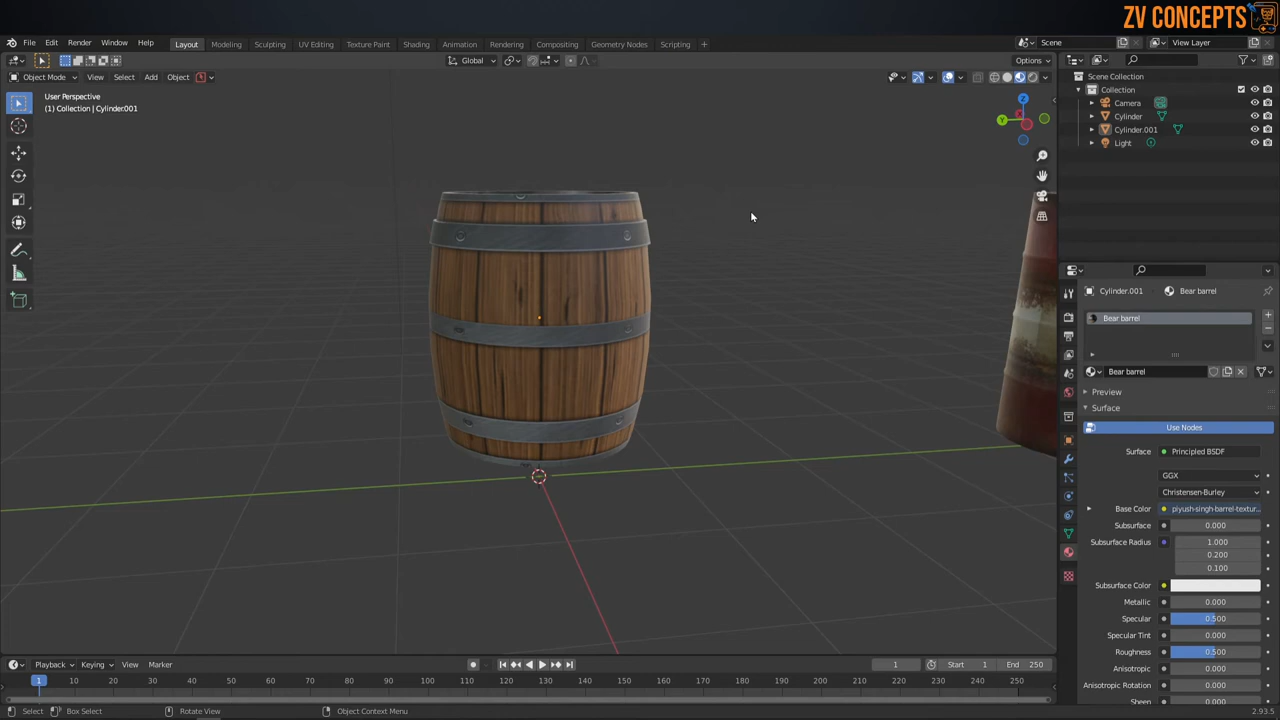 ZV CONCEPTS
File Edit Render Window Help Layout Modeling Sculpting UV Editing Texture Paint Shading Animation Rendering Compositing Geometry Nodes Scripting + Scene View Layer
Global Options
Object Mode View Select Add Object
User Perspective
(1) Collection | Cylinder.001
Z
Y
X
Scene Collection
Collection
Camera
Cylinder
Cylinder.001
Light
Cylinder.001 Bear barrel
Bear barrel
Bear barrel
Preview
Surface
Use Nodes
Surface Principled BSDF
GGX
Christensen-Burley
Base Color piyush-singh-barrel-textur...
Subsurface 0.000
Subsurface Radius 1.000
0.200
0.100
Subsurface Color
Metallic 0.000
Specular 0.500
Specular Tint 0.000
Roughness 0.500
Anisotropic 0.000
Anisotropic Rotation 0.000
Sheen 0.000
Playback Keying View Marker 1 Start 1 End 250
1 10 20 30 40 50 60 70 80 90 100 110 120 130 140 150 160 170 180 190 200 210 220 230 240 250
Select Box Select Rotate View Object Context Menu 2.93.5